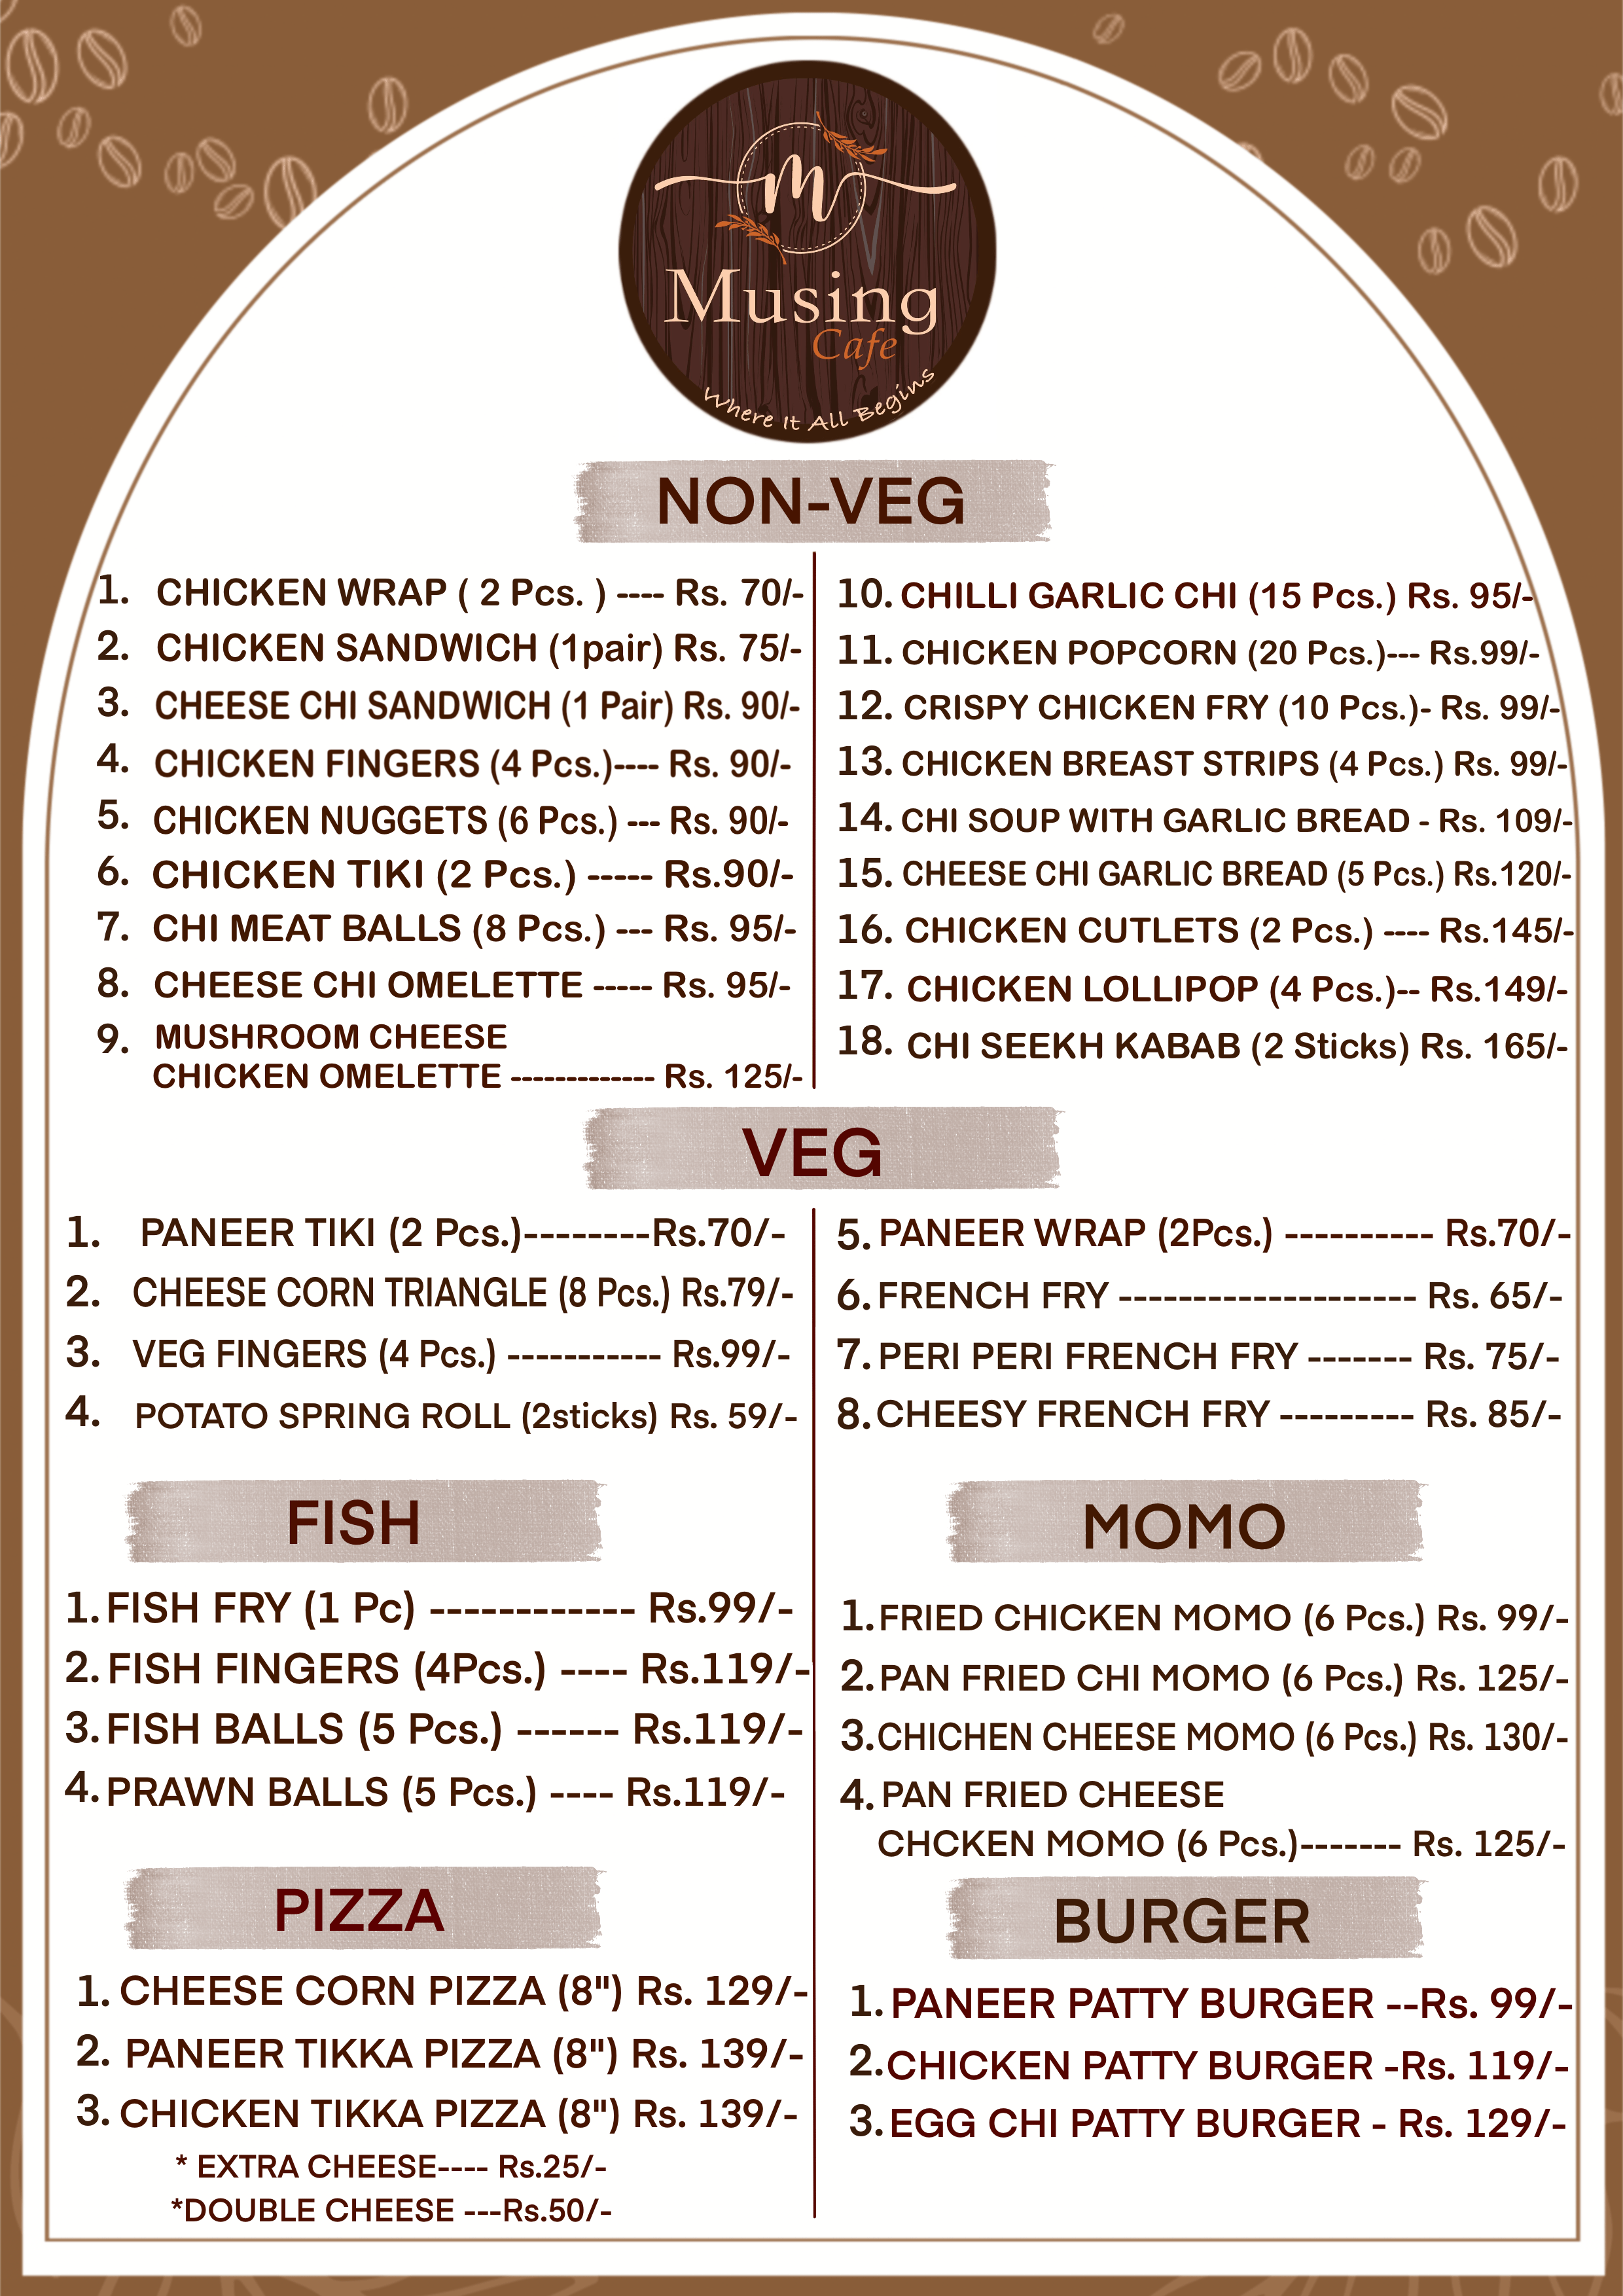 M
Musing
Cafe
Where It All Begins
NON-VEG
1. CHICKEN WRAP ( 2 Pcs. ) ---- Rs. 70/-
2. CHICKEN SANDWICH (1pair) Rs. 75/-
3. CHEESE CHI SANDWICH (1 Pair) Rs. 90/-
4. CHICKEN FINGERS (4 Pcs.)---- Rs. 90/-
5. CHICKEN NUGGETS (6 Pcs.) --- Rs. 90/-
6. CHICKEN TIKI (2 Pcs.) ----- Rs.90/-
7. CHI MEAT BALLS (8 Pcs.) --- Rs. 95/-
8. CHEESE CHI OMELETTE ----- Rs. 95/-
9. MUSHROOM CHEESE
CHICKEN OMELETTE ------------- Rs. 125/-
10. CHILLI GARLIC CHI (15 Pcs.) Rs. 95/-
11. CHICKEN POPCORN (20 Pcs.)--- Rs.99/-
12. CRISPY CHICKEN FRY (10 Pcs.)- Rs. 99/-
13. CHICKEN BREAST STRIPS (4 Pcs.) Rs. 99/-
14. CHI SOUP WITH GARLIC BREAD - Rs. 109/-
15. CHEESE CHI GARLIC BREAD (5 Pcs.) Rs.120/-
16. CHICKEN CUTLETS (2 Pcs.) ---- Rs.145/-
17. CHICKEN LOLLIPOP (4 Pcs.)-- Rs.149/-
18. CHI SEEKH KABAB (2 Sticks) Rs. 165/-
VEG
1. PANEER TIKI (2 Pcs.)--------Rs.70/-
2. CHEESE CORN TRIANGLE (8 Pcs.) Rs.79/-
3. VEG FINGERS (4 Pcs.) ----------- Rs.99/-
4. POTATO SPRING ROLL (2sticks) Rs. 59/-
5. PANEER WRAP (2Pcs.) ---------- Rs.70/-
6. FRENCH FRY -------------------- Rs. 65/-
7. PERI PERI FRENCH FRY ------- Rs. 75/-
8. CHEESY FRENCH FRY --------- Rs. 85/-
FISH
1. FISH FRY (1 Pc) ------------ Rs.99/-
2. FISH FINGERS (4Pcs.) ---- Rs.119/-
3. FISH BALLS (5 Pcs.) ------ Rs.119/-
4. PRAWN BALLS (5 Pcs.) ---- Rs.119/-
MOMO
1. FRIED CHICKEN MOMO (6 Pcs.) Rs. 99/-
2. PAN FRIED CHI MOMO (6 Pcs.) Rs. 125/-
3. CHICHEN CHEESE MOMO (6 Pcs.) Rs. 130/-
4. PAN FRIED CHEESE
CHCKEN MOMO (6 Pcs.)------- Rs. 125/-
PIZZA
1. CHEESE CORN PIZZA (8") Rs. 129/-
2. PANEER TIKKA PIZZA (8") Rs. 139/-
3. CHICKEN TIKKA PIZZA (8") Rs. 139/-
* EXTRA CHEESE---- Rs.25/-
*DOUBLE CHEESE ---Rs.50/-
BURGER
1. PANEER PATTY BURGER --Rs. 99/-
2. CHICKEN PATTY BURGER -Rs. 119/-
3. EGG CHI PATTY BURGER - Rs. 129/-